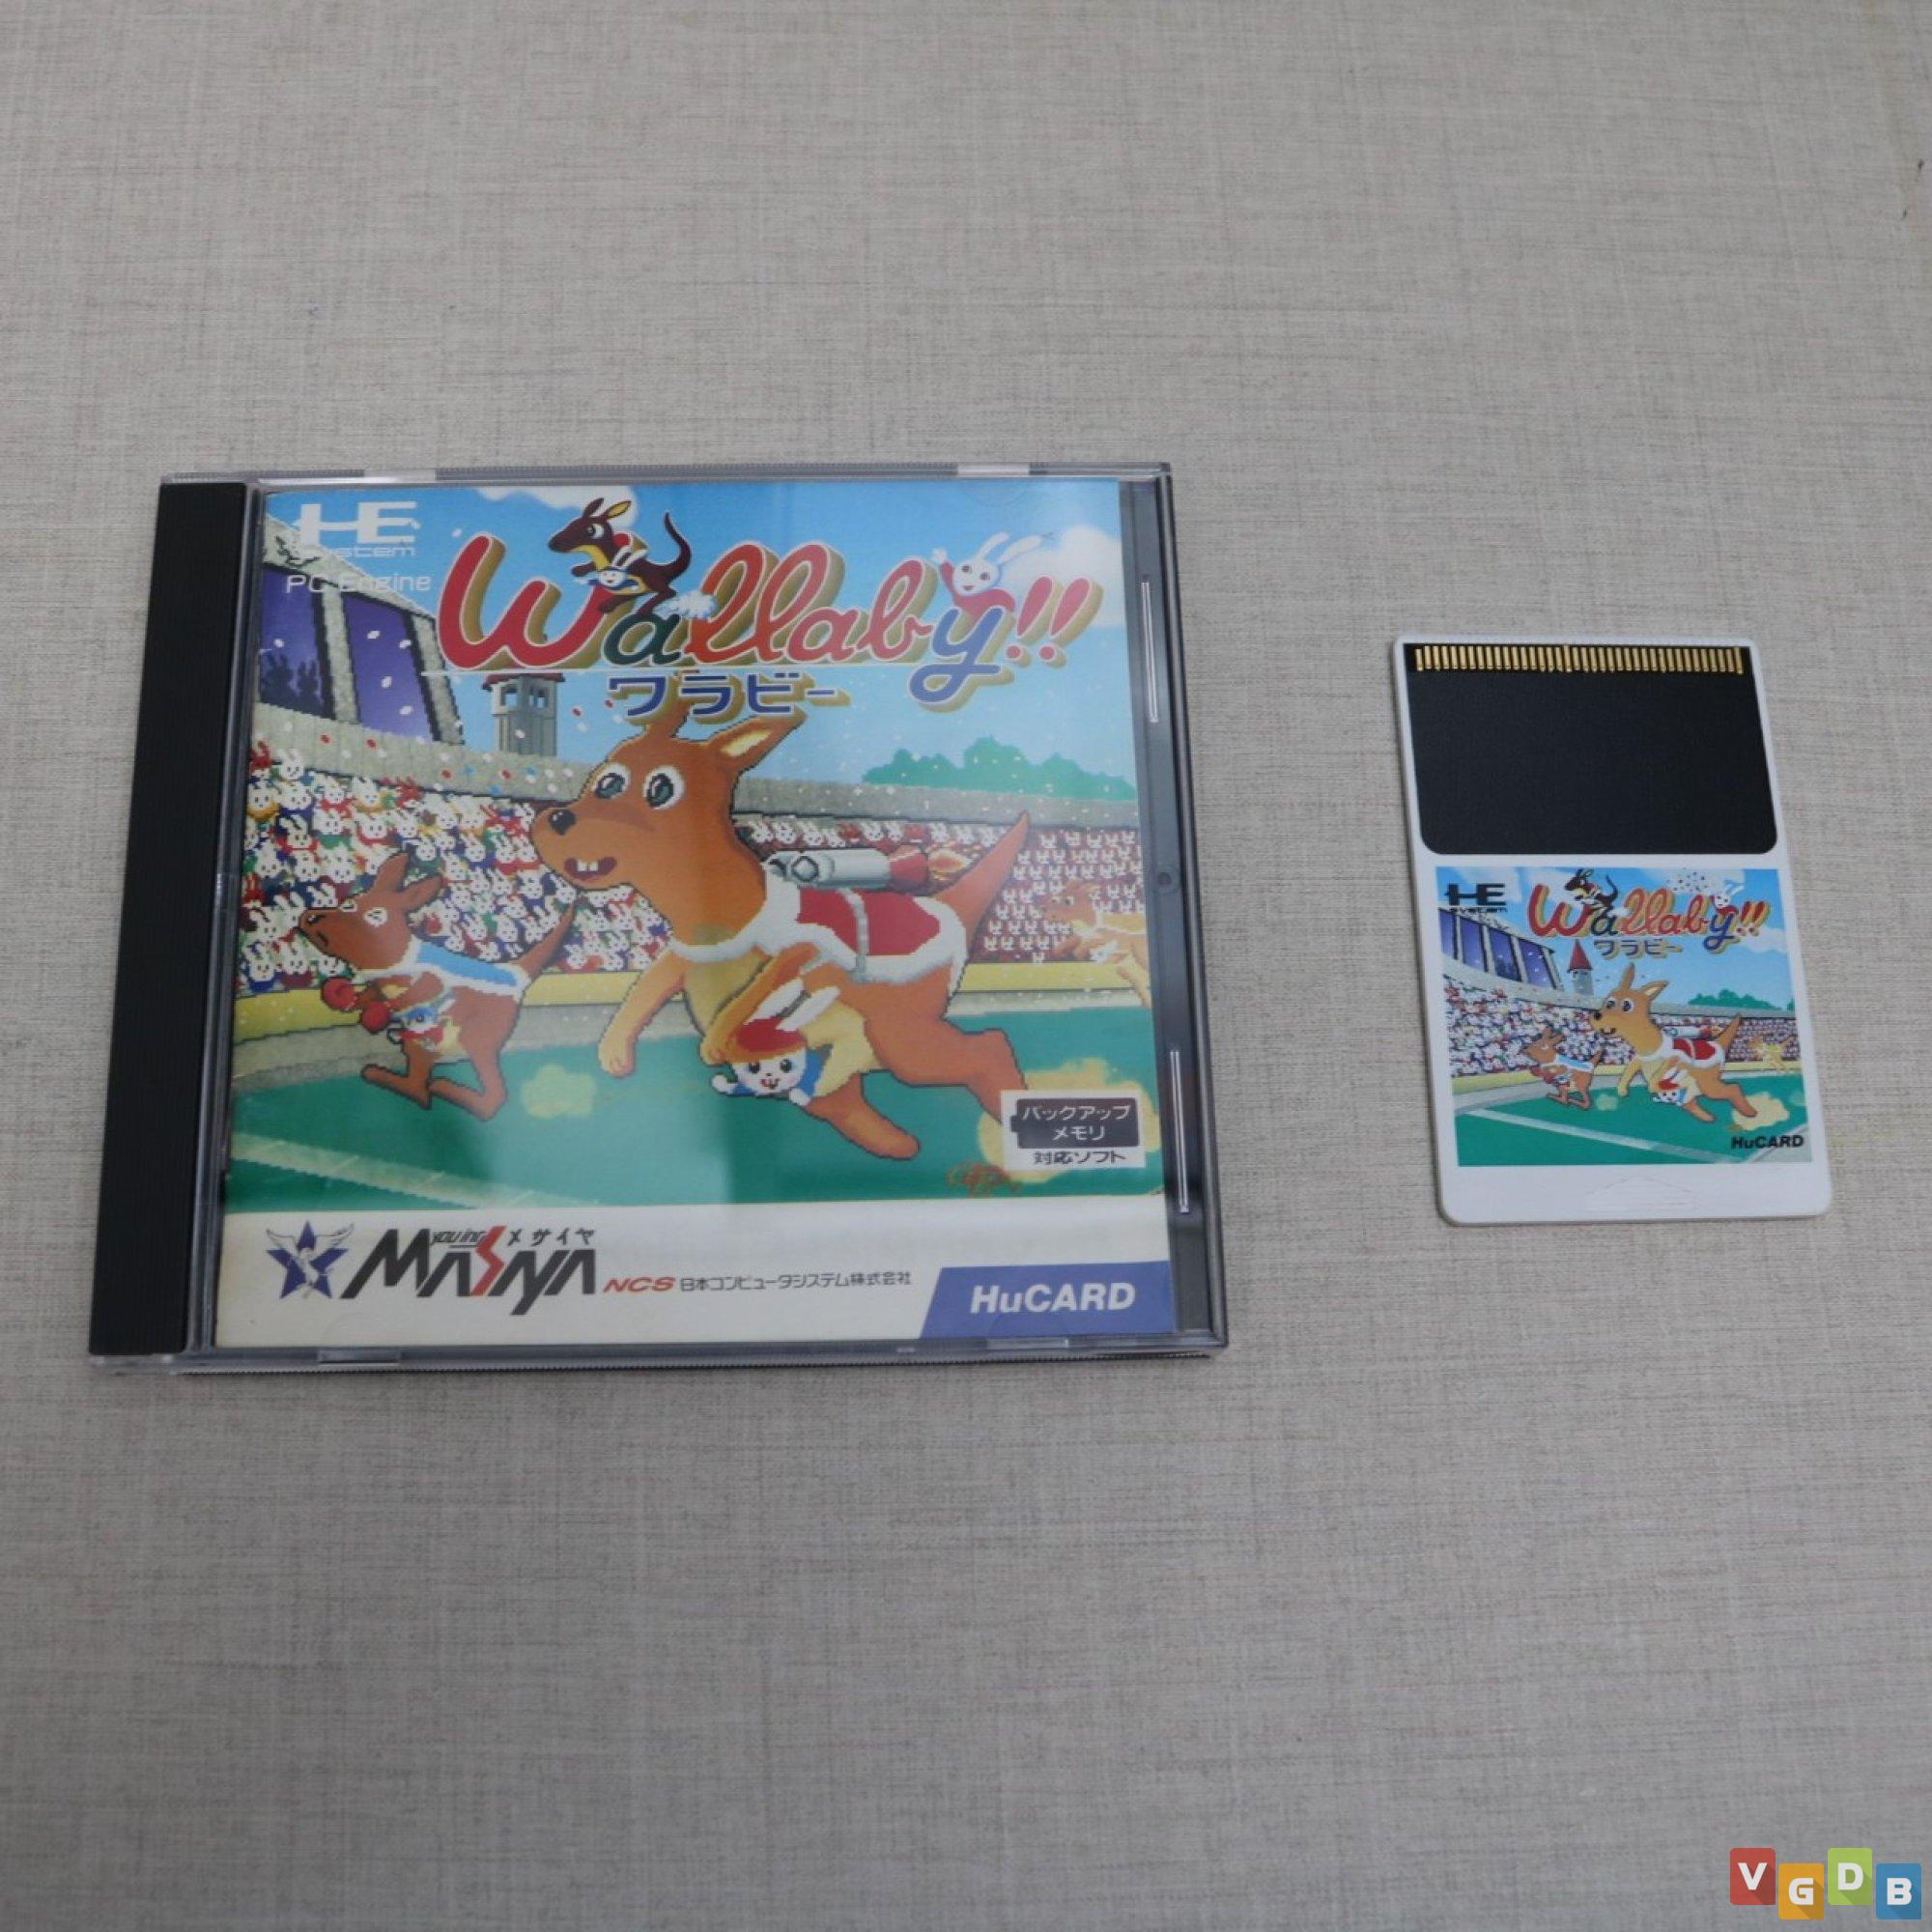 HE
System
PC Engine
Wallaby!!
ワラビー
バックアップ
メモリ
対応ソフト
メサイヤ
MASAYA
NCS 日本コンピュータシステム株式会社
HuCARD
HE
System
Wallaby!!
ワラビー
HuCARD
VGDB